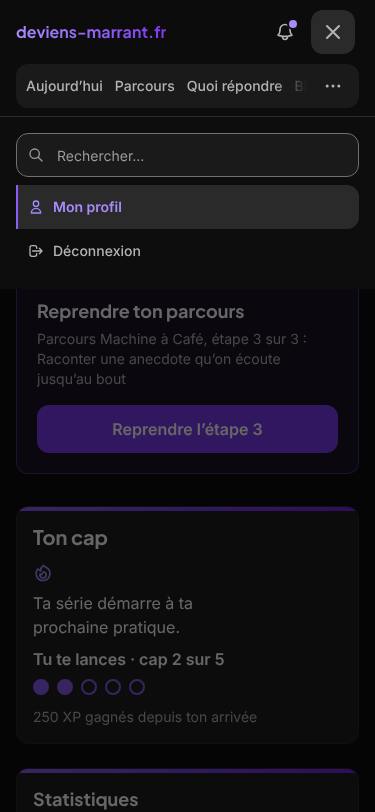 deviens-marrant.fr
Aujourd'hui Parcours Quoi répondre
Rechercher...
Mon profil
Déconnexion
Reprendre ton parcours
Parcours Machine à Café, étape 3 sur 3 :
Raconter une anecdote qu'on écoute
jusqu'au bout
Reprendre l'étape 3
Ton cap
Ta série démarre à ta
prochaine pratique.
Tu te lances · cap 2 sur 5
250 XP gagnés depuis ton arrivée
Statistiques